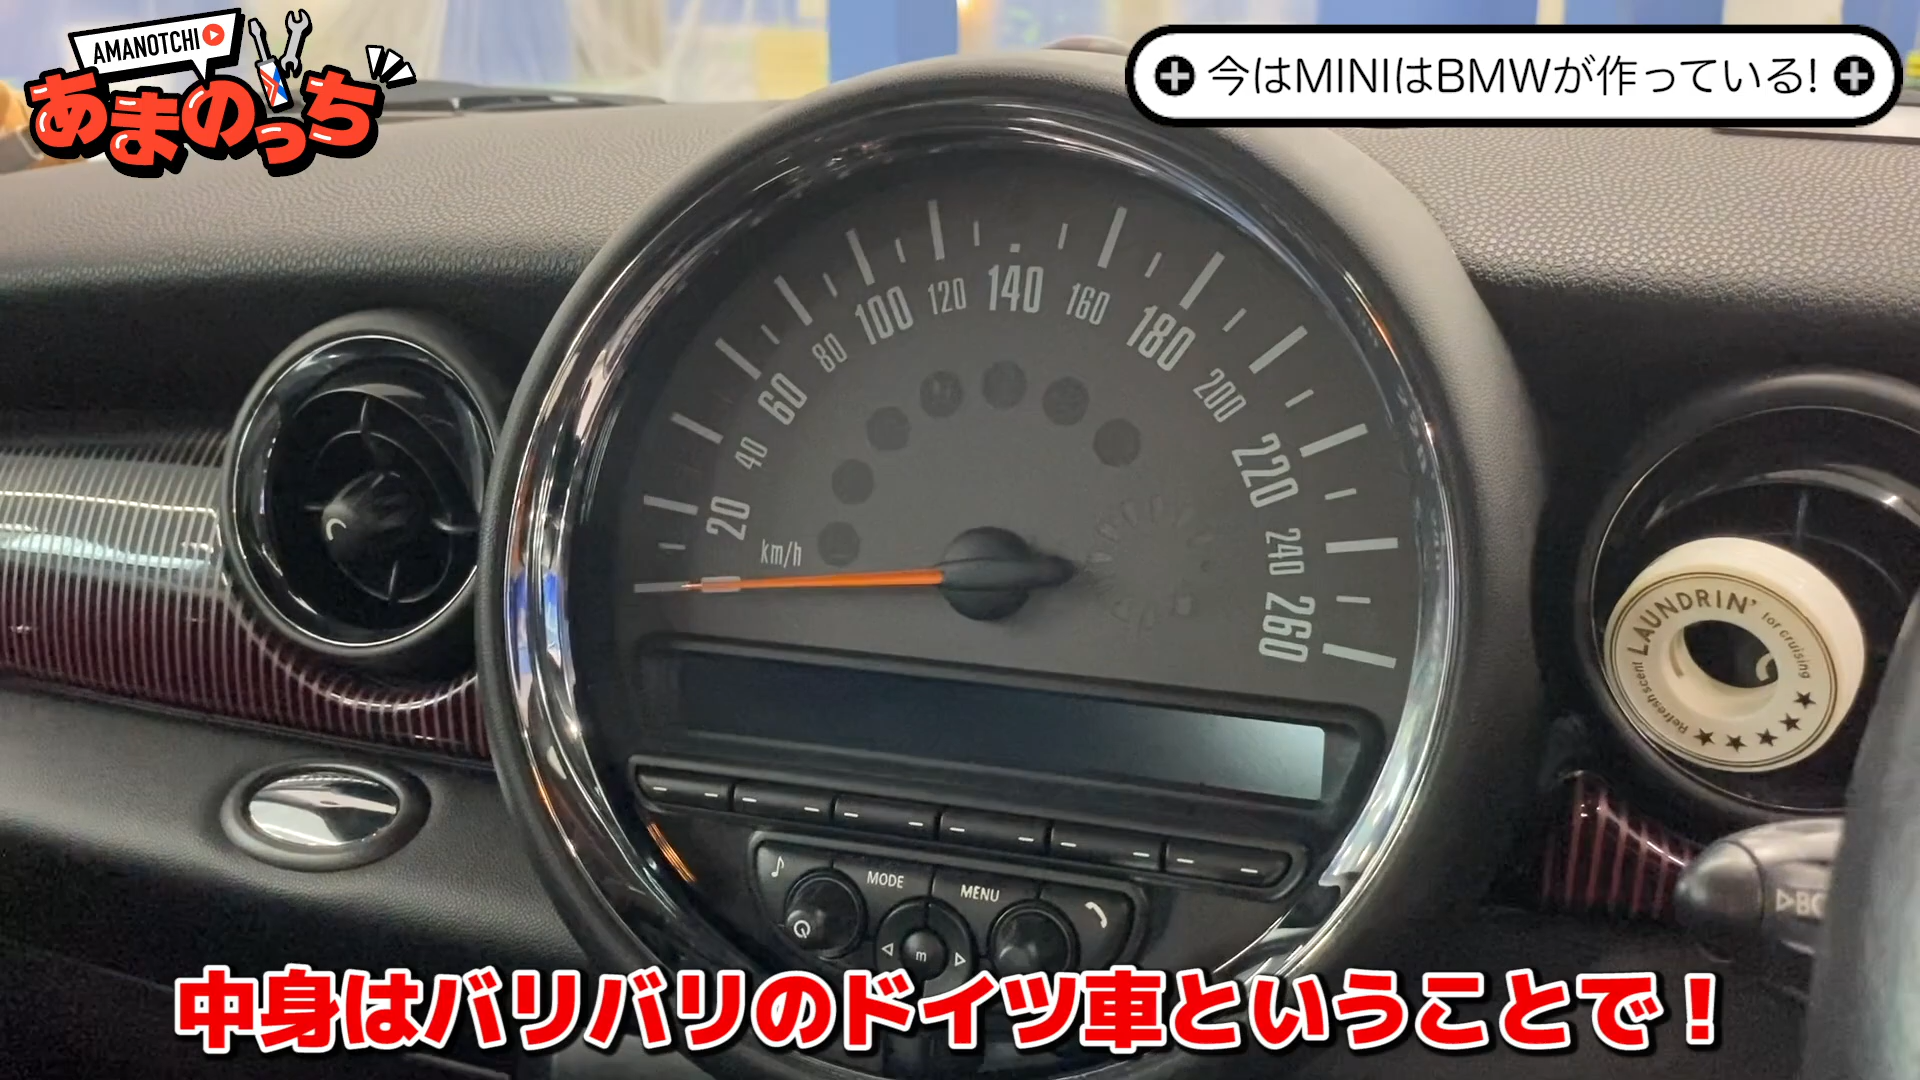 AMANOTCHI
あまのっち
今はMINIはBMWが作っている!
20 40 60 80 100 120 140 160 180 200 220 240 260
km/h
LAUNDRIN' for cruising
Refreshscent
MODE
MENU
m
BC
中身はバリバリのドイツ車ということで！